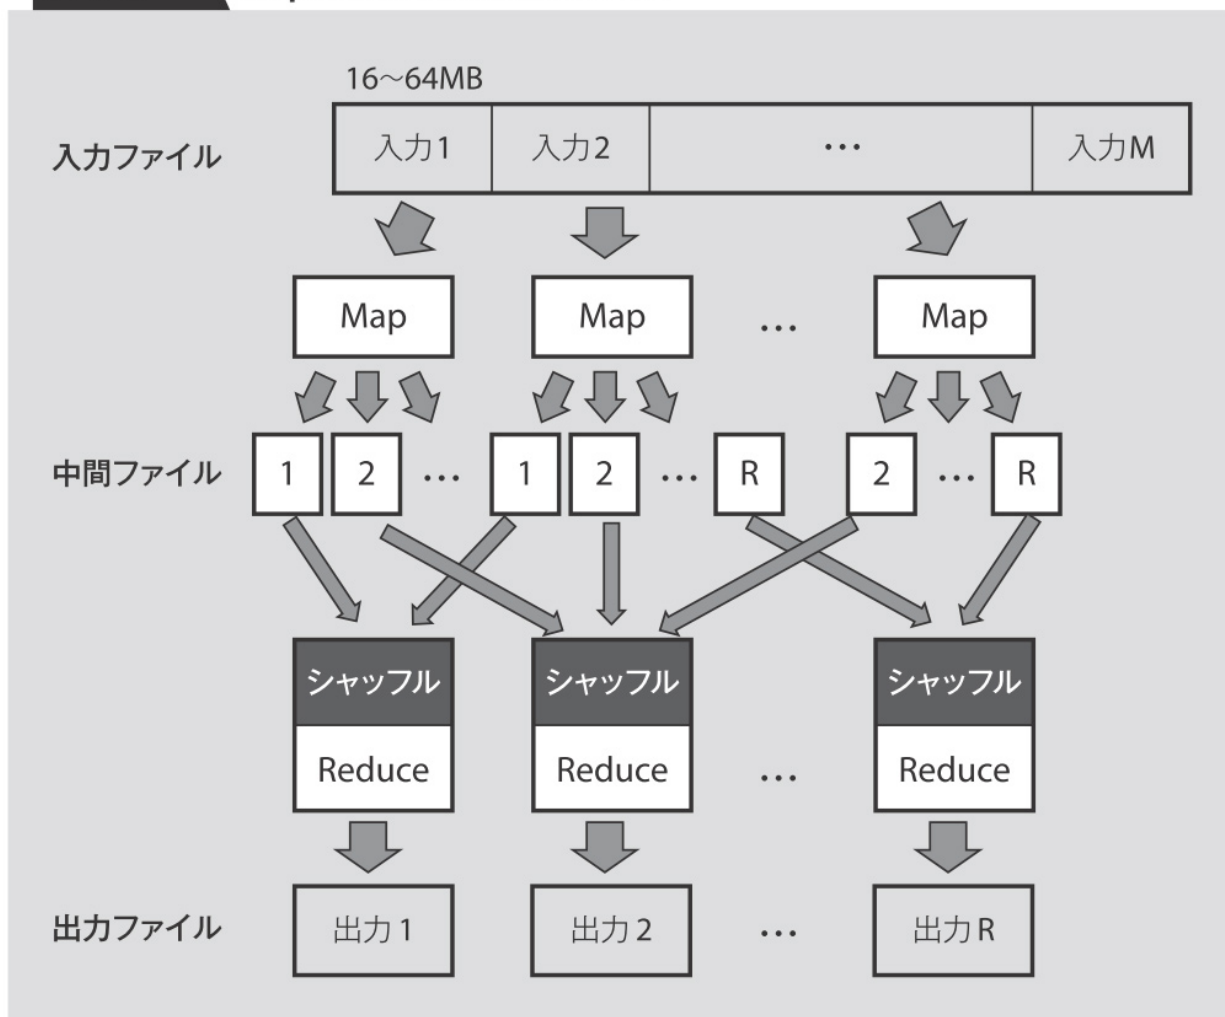 16〜64MB
入力ファイル
入力1 入力2 … 入力M
Map Map … Map
中間ファイル
1 2 … 1 2 … R 2 … R
シャッフル シャッフル シャッフル
Reduce Reduce … Reduce
出力ファイル
出力1 出力2 … 出力R